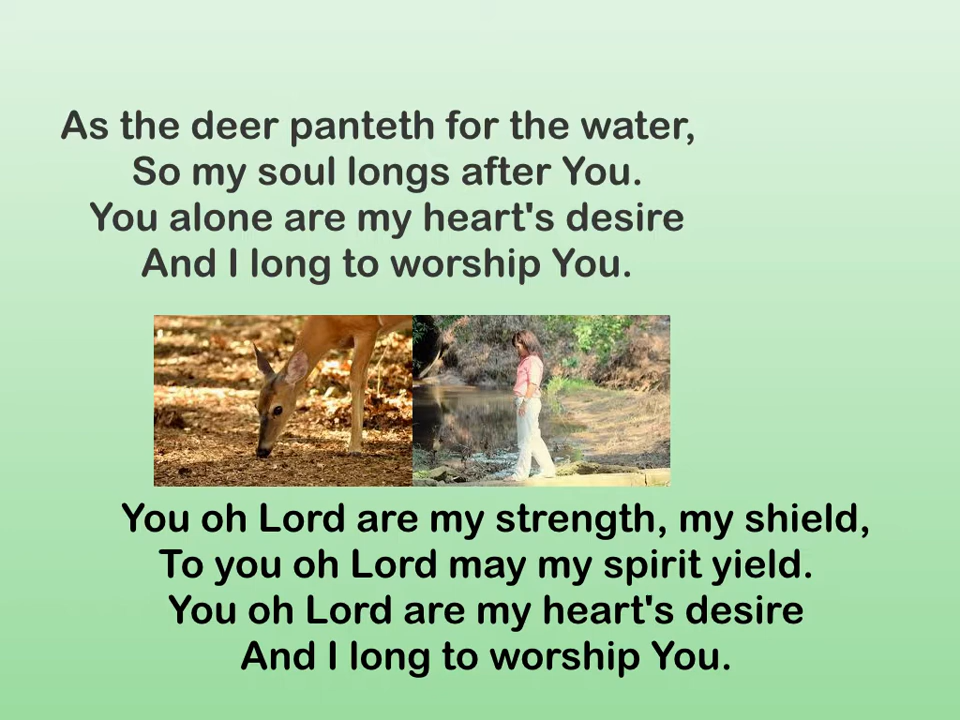 As the deer panteth for the water,
So my soul longs after You.
You alone are my heart's desire
And I long to worship You.
You oh Lord are my strength, my shield,
To you oh Lord may my spirit yield.
You oh Lord are my heart's desire
And I long to worship You.